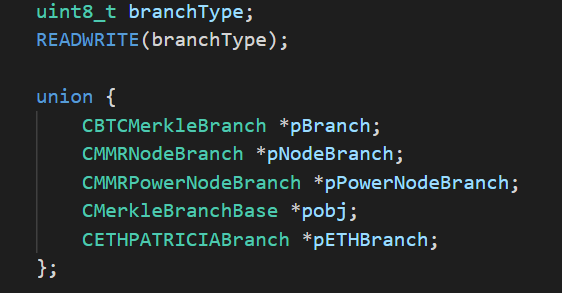 uint8_t branchType;
READWRITE(branchType);
union {
CBTCMerkleBranch *pBranch;
CMMRNodeBranch *pNodeBranch;
CMMRPowerNodeBranch *pPowerNodeBranch;
CMerkleBranchBase *pobj;
CETHPATRICIABranch *pETHBranch;
};